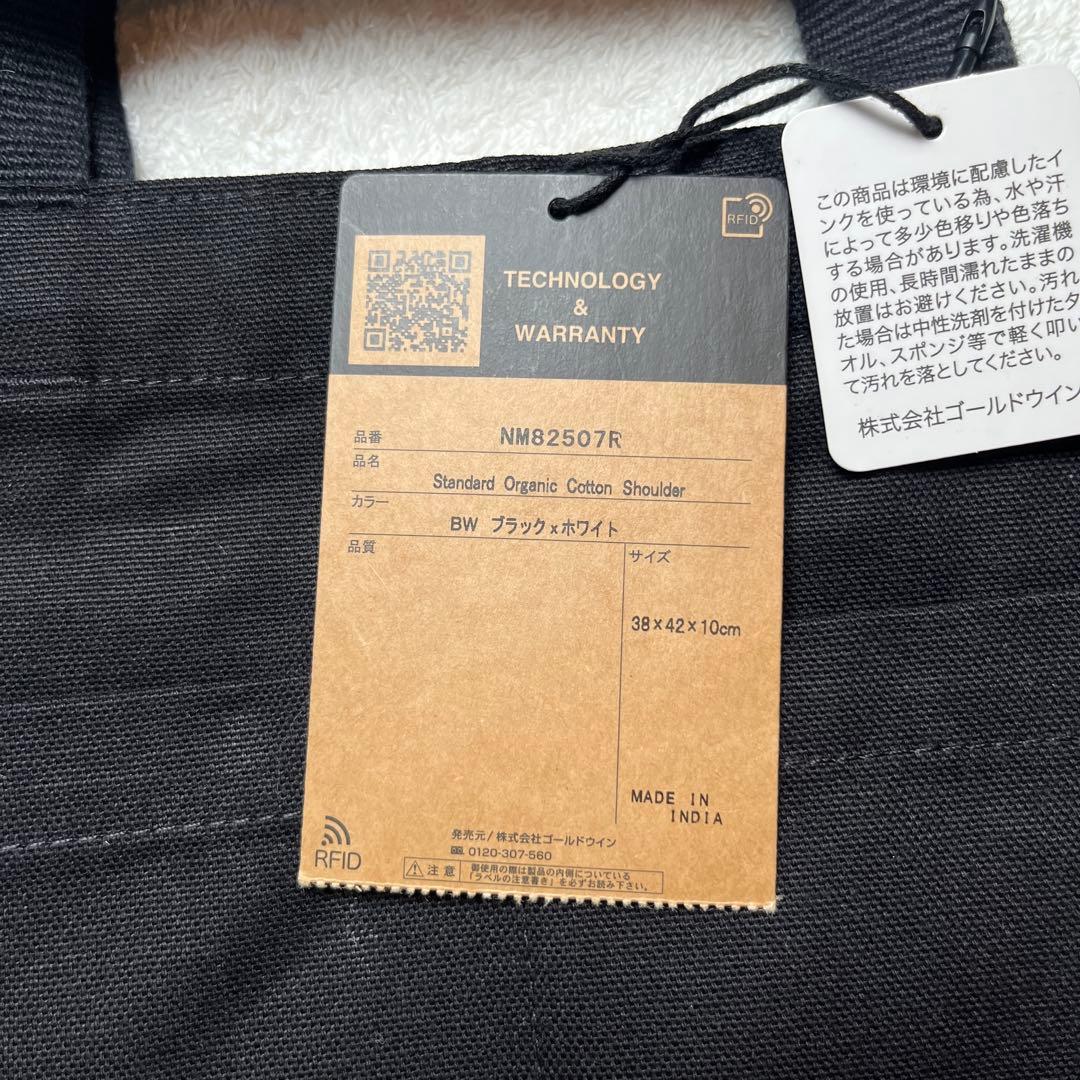 RFID
TECHNOLOGY
&
WARRANTY
品番 NM82507R
品名
Standard Organic Cotton Shoulder
カラー
BW ブラック×ホワイト
品質
サイズ
38×42×10cm
MADE IN
INDIA
RFID
発売元/株式会社ゴールドウイン
0120-307-560
注意
御使用の際は製品の内側についている
「ラベルの注意書き」を必ずお読み下さい。
この商品は環境に配慮したイ
ンクを使っている為、水や汗
によって多少色移りや色落ち
する場合があります。洗濯機
の使用、長時間濡れたままの
放置はお避けください。汚れ
た場合は中性洗剤を付けたタ
オル、スポンジ等で軽く叩い
て汚れを落としてください。
株式会社ゴールドウイン